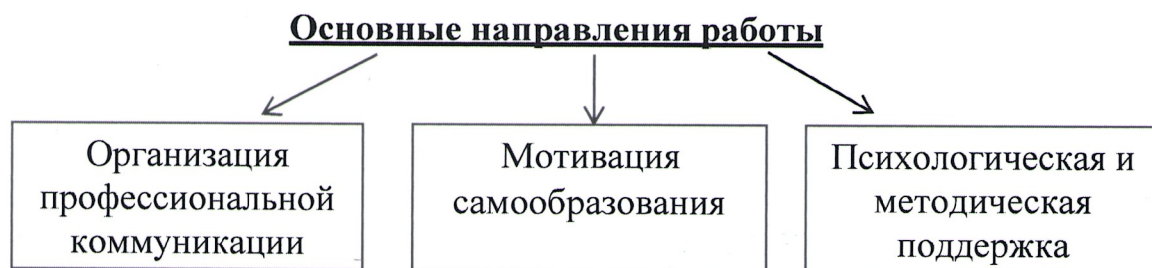 Основные направления работы
Организация
профессиональной
коммуникации
Мотивация
самообразования
Психологическая и
методическая
поддержка